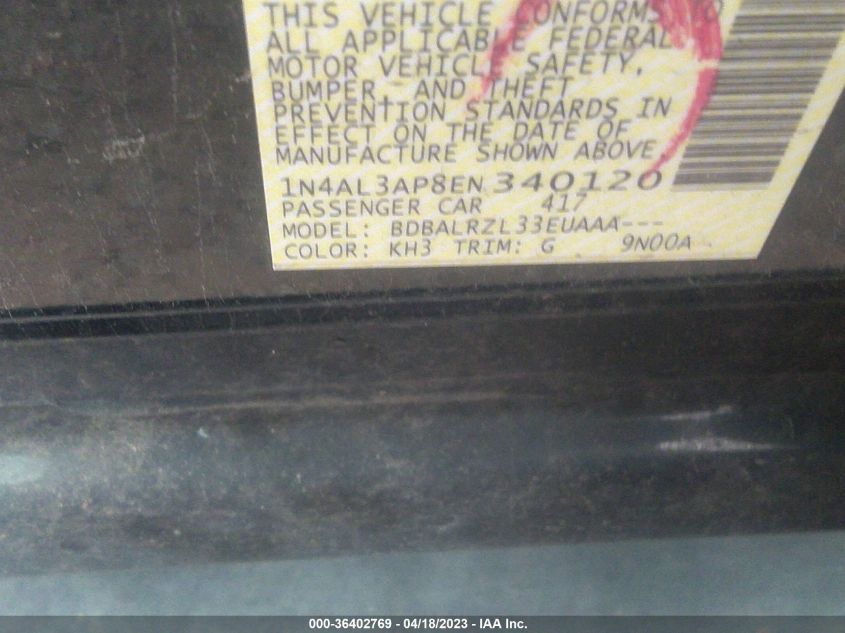 THIS VEHICLE CONFORMS TO
ALL APPLICABLE FEDERAL
MOTOR VEHICLE SAFETY,
BUMPER, AND THEFT
PREVENTION STANDARDS IN
EFFECT ON THE DATE OF
MANUFACTURE SHOWN ABOVE
1N4AL3AP8EN340120
PASSENGER CAR 417
MODEL: BDBALRZL33EUAAA---
COLOR: KH3 TRIM: G 9N00A
000-36402769 - 04/18/2023 - IAA Inc.